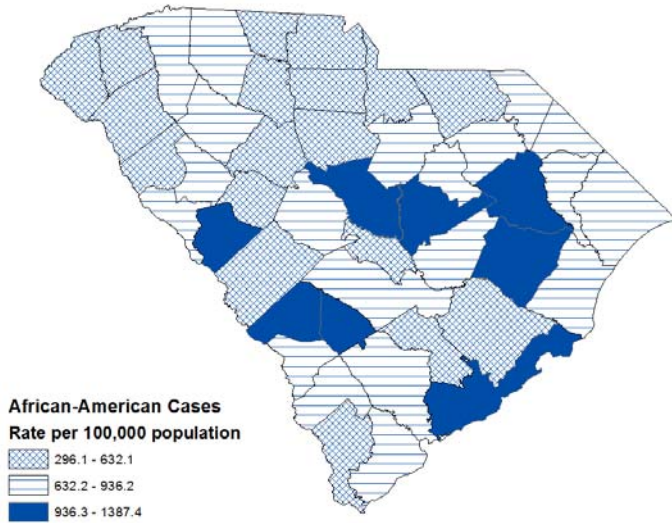 African-American Cases
Rate per 100,000 population
296.1 - 632.1
632.2 - 936.2
936.3 - 1387.4